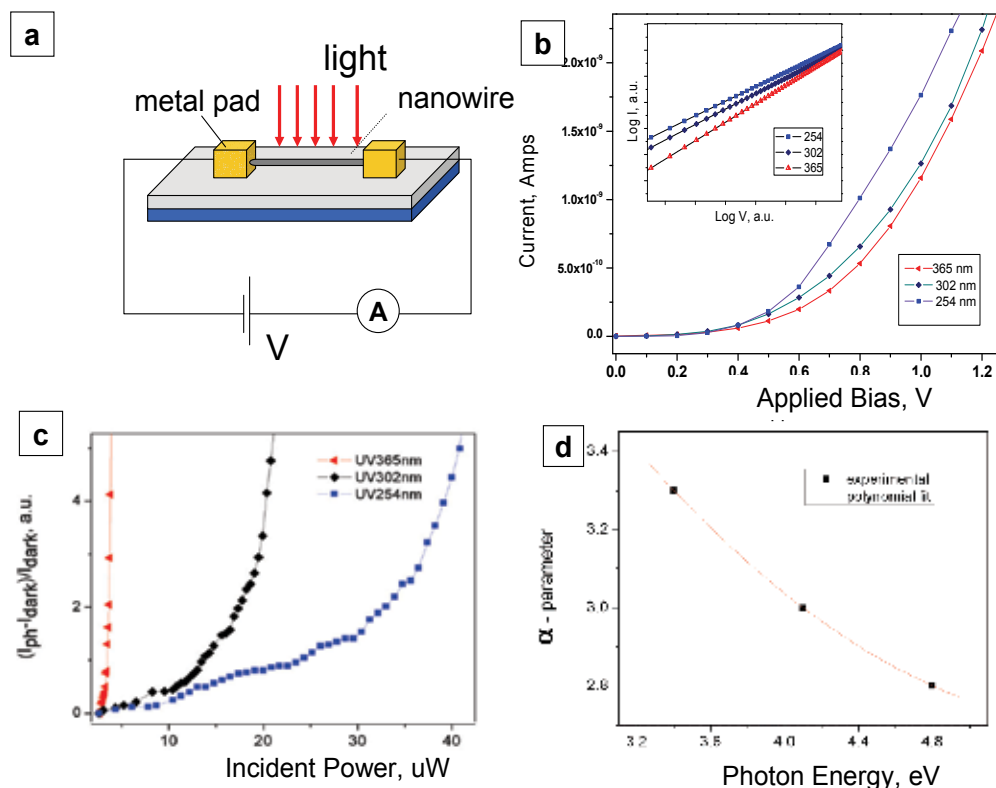 a
light
metal pad
nanowire
V
A
b
Current, Amps
2.0x10⁻⁹
1.5x10⁻⁹
1.0x10⁻⁹
5.0x10⁻¹⁰
0.0
0.0 0.2 0.4 0.6 0.8 1.0 1.2
Applied Bias, V
Log I, a.u.
Log V, a.u.
254
302
365
365 nm
302 nm
254 nm
c
(Iph-Idark)/Idark, a.u.
4
2
0
10 20 30 40
Incident Power, uW
UV365nm
UV302nm
UV254nm
d
α - parameter
3.4
3.2
3.0
2.8
3.2 3.6 4.0 4.4 4.8
Photon Energy, eV
experimental
polynomial fit